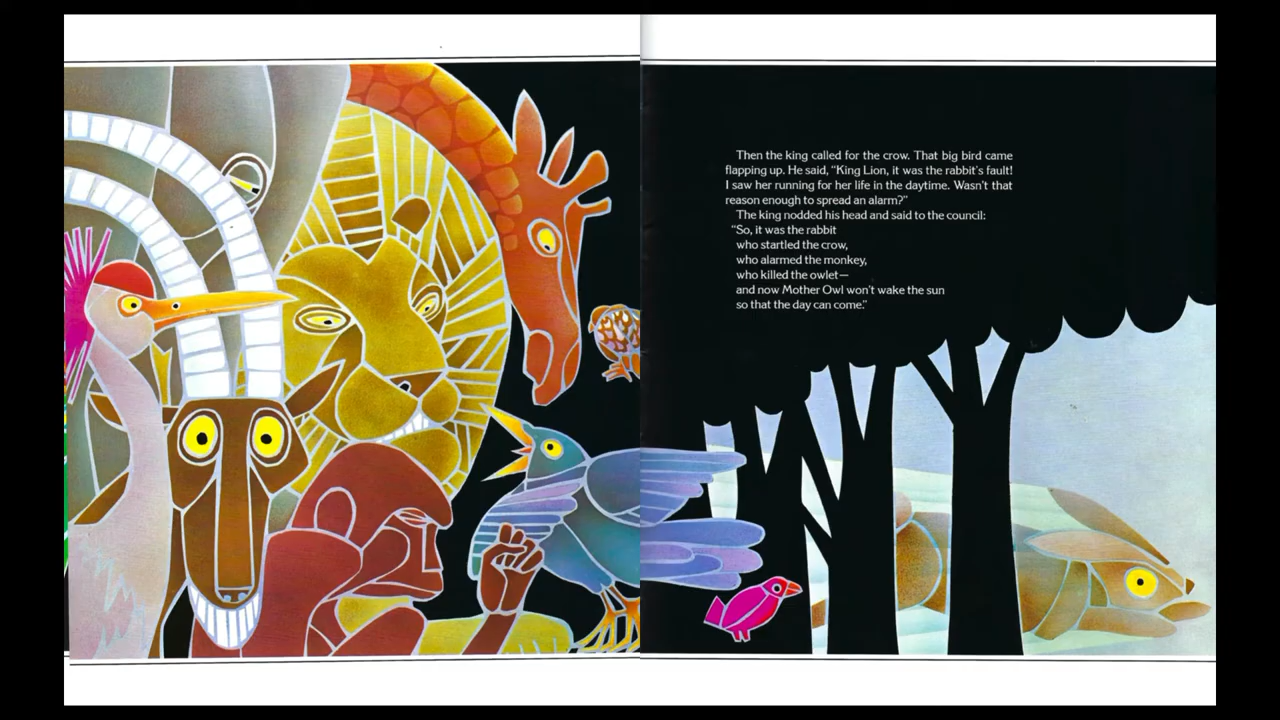 Then the king called for the crow. That big bird came
flapping up. He said, “King Lion, it was the rabbit's fault!
I saw her running for her life in the daytime. Wasn't that
reason enough to spread an alarm?”
The king nodded his head and said to the council:
“So, it was the rabbit
who startled the crow,
who alarmed the monkey,
who killed the owlet—
and now Mother Owl won't wake the sun
so that the day can come.”